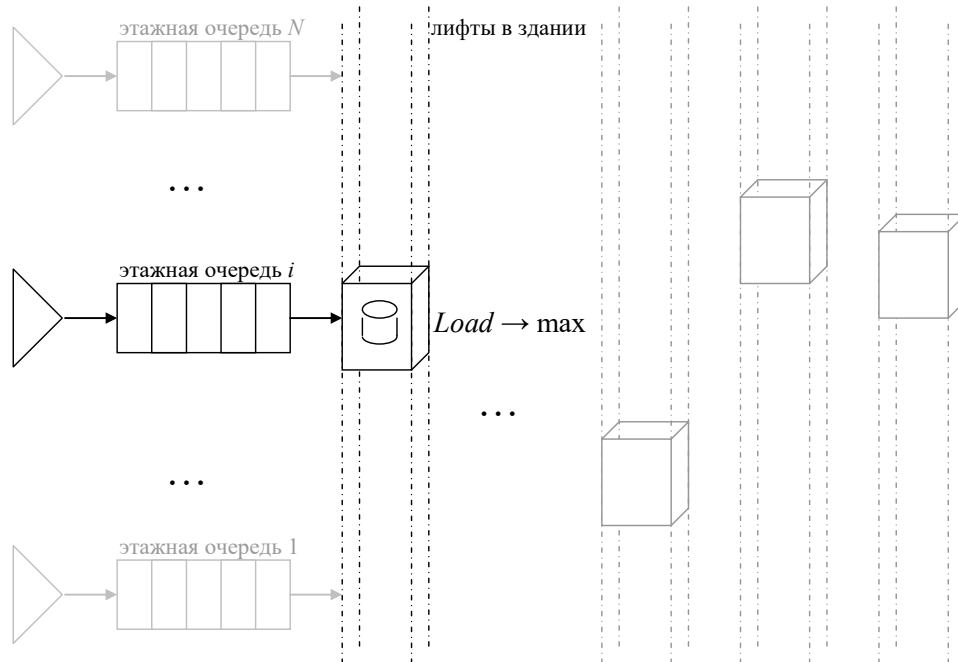 этажная очередь N
лифты в здании
...
этажная очередь i
Load → max
...
...
этажная очередь 1